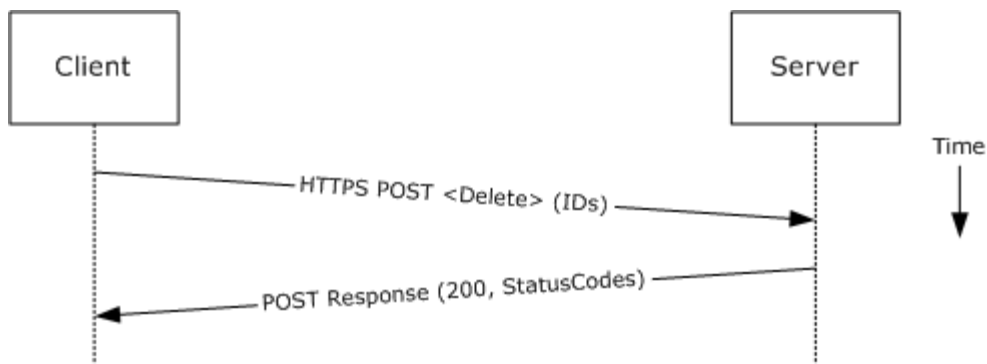 Client
Server
Time
HTTPS POST <Delete> (IDs)
POST Response (200, StatusCodes)